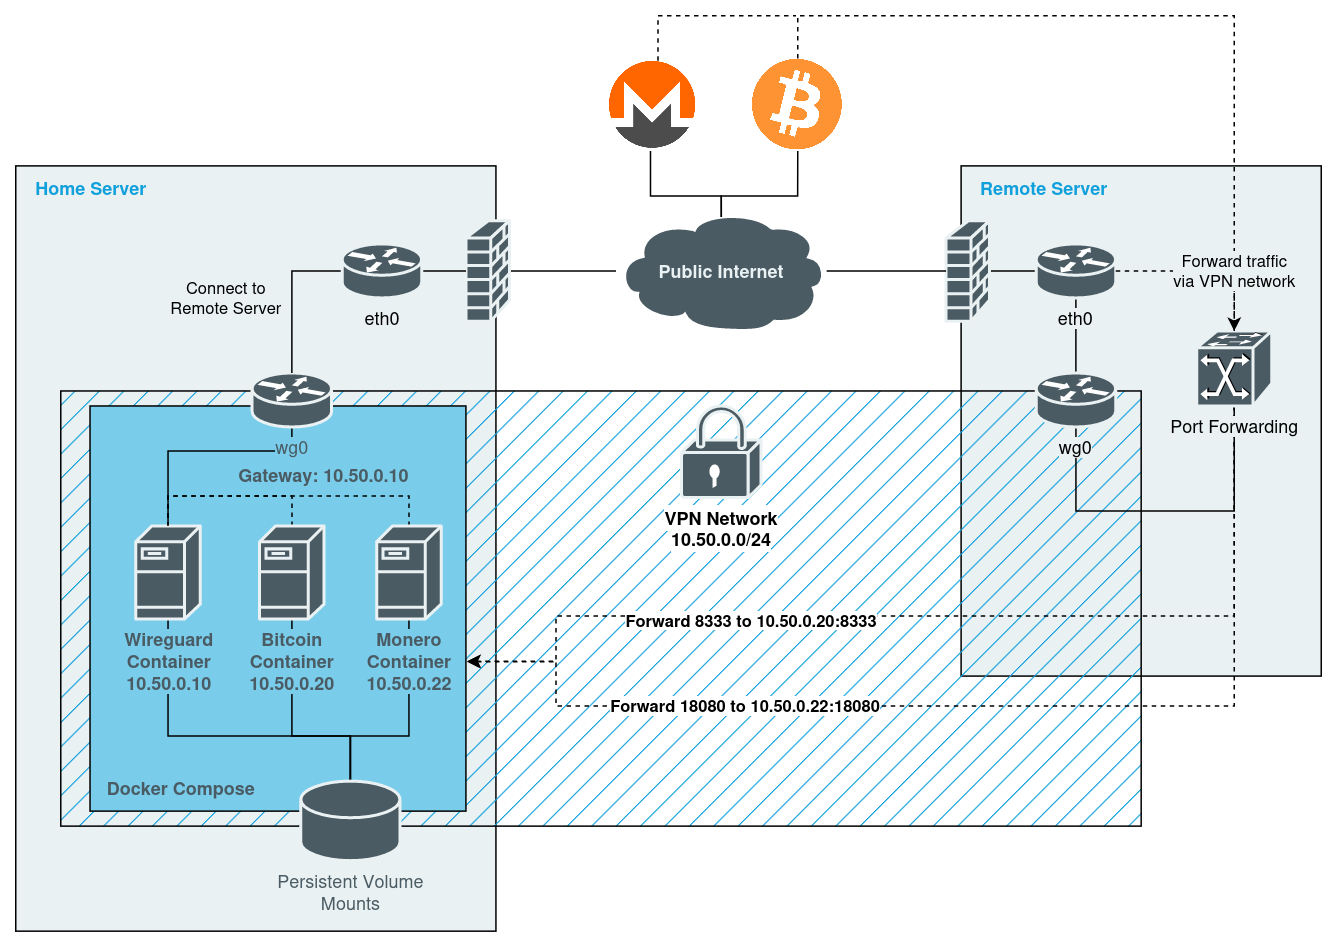 Home Server
Remote Server
Public Internet
Forward traffic
via VPN network
Connect to
Remote Server
eth0
eth0
Port Forwarding
wg0
wg0
Gateway: 10.50.0.10
VPN Network
10.50.0.0/24
Forward 8333 to 10.50.0.20:8333
Wireguard
Container
10.50.0.10
Bitcoin
Container
10.50.0.20
Monero
Container
10.50.0.22
Forward 18080 to 10.50.0.22:18080
Docker Compose
Persistent Volume
Mounts